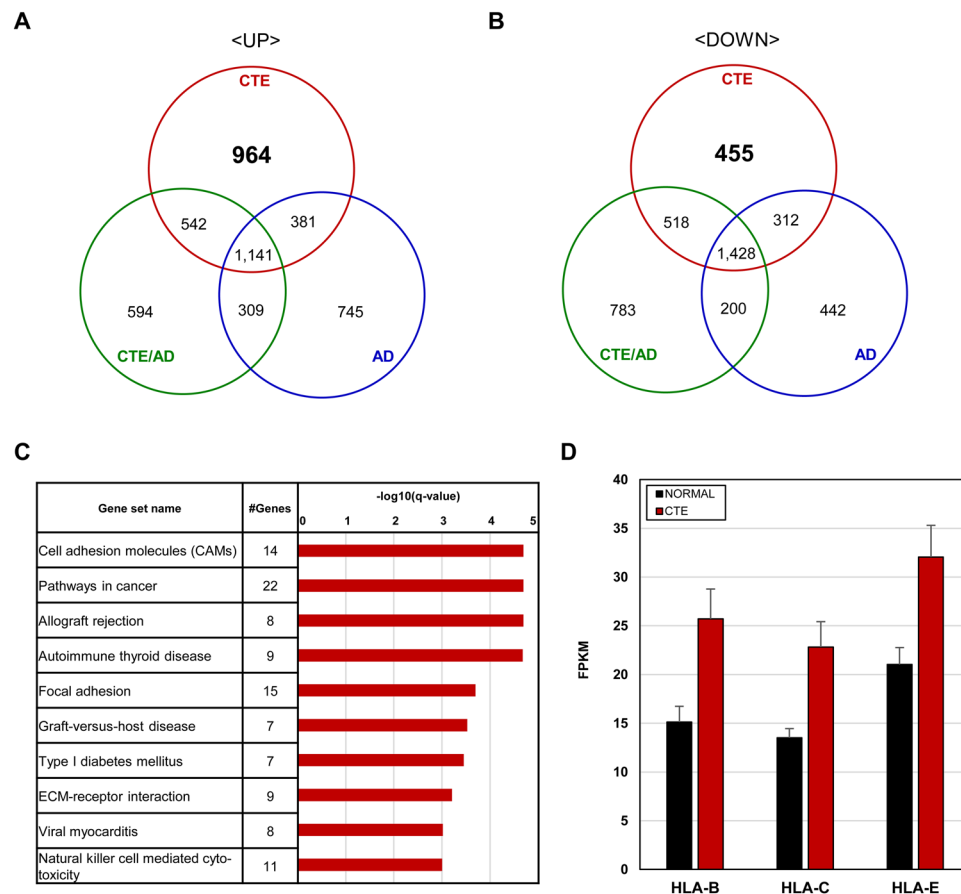 A
<UP>
CTE
964
542
381
1,141
594
309
745
CTE/AD
AD
B
<DOWN>
CTE
455
518
312
1,428
783
200
442
CTE/AD
AD
C
Gene set name #Genes -log10(q-value)
0 1 2 3 4 5
Cell adhesion molecules (CAMs) 14
Pathways in cancer 22
Allograft rejection 8
Autoimmune thyroid disease 9
Focal adhesion 15
Graft-versus-host disease 7
Type I diabetes mellitus 7
ECM-receptor interaction 9
Viral myocarditis 8
Natural killer cell mediated cyto-
toxicity 11
D
NORMAL
CTE
FPKM
40
35
30
25
20
15
10
5
0
HLA-B HLA-C HLA-E